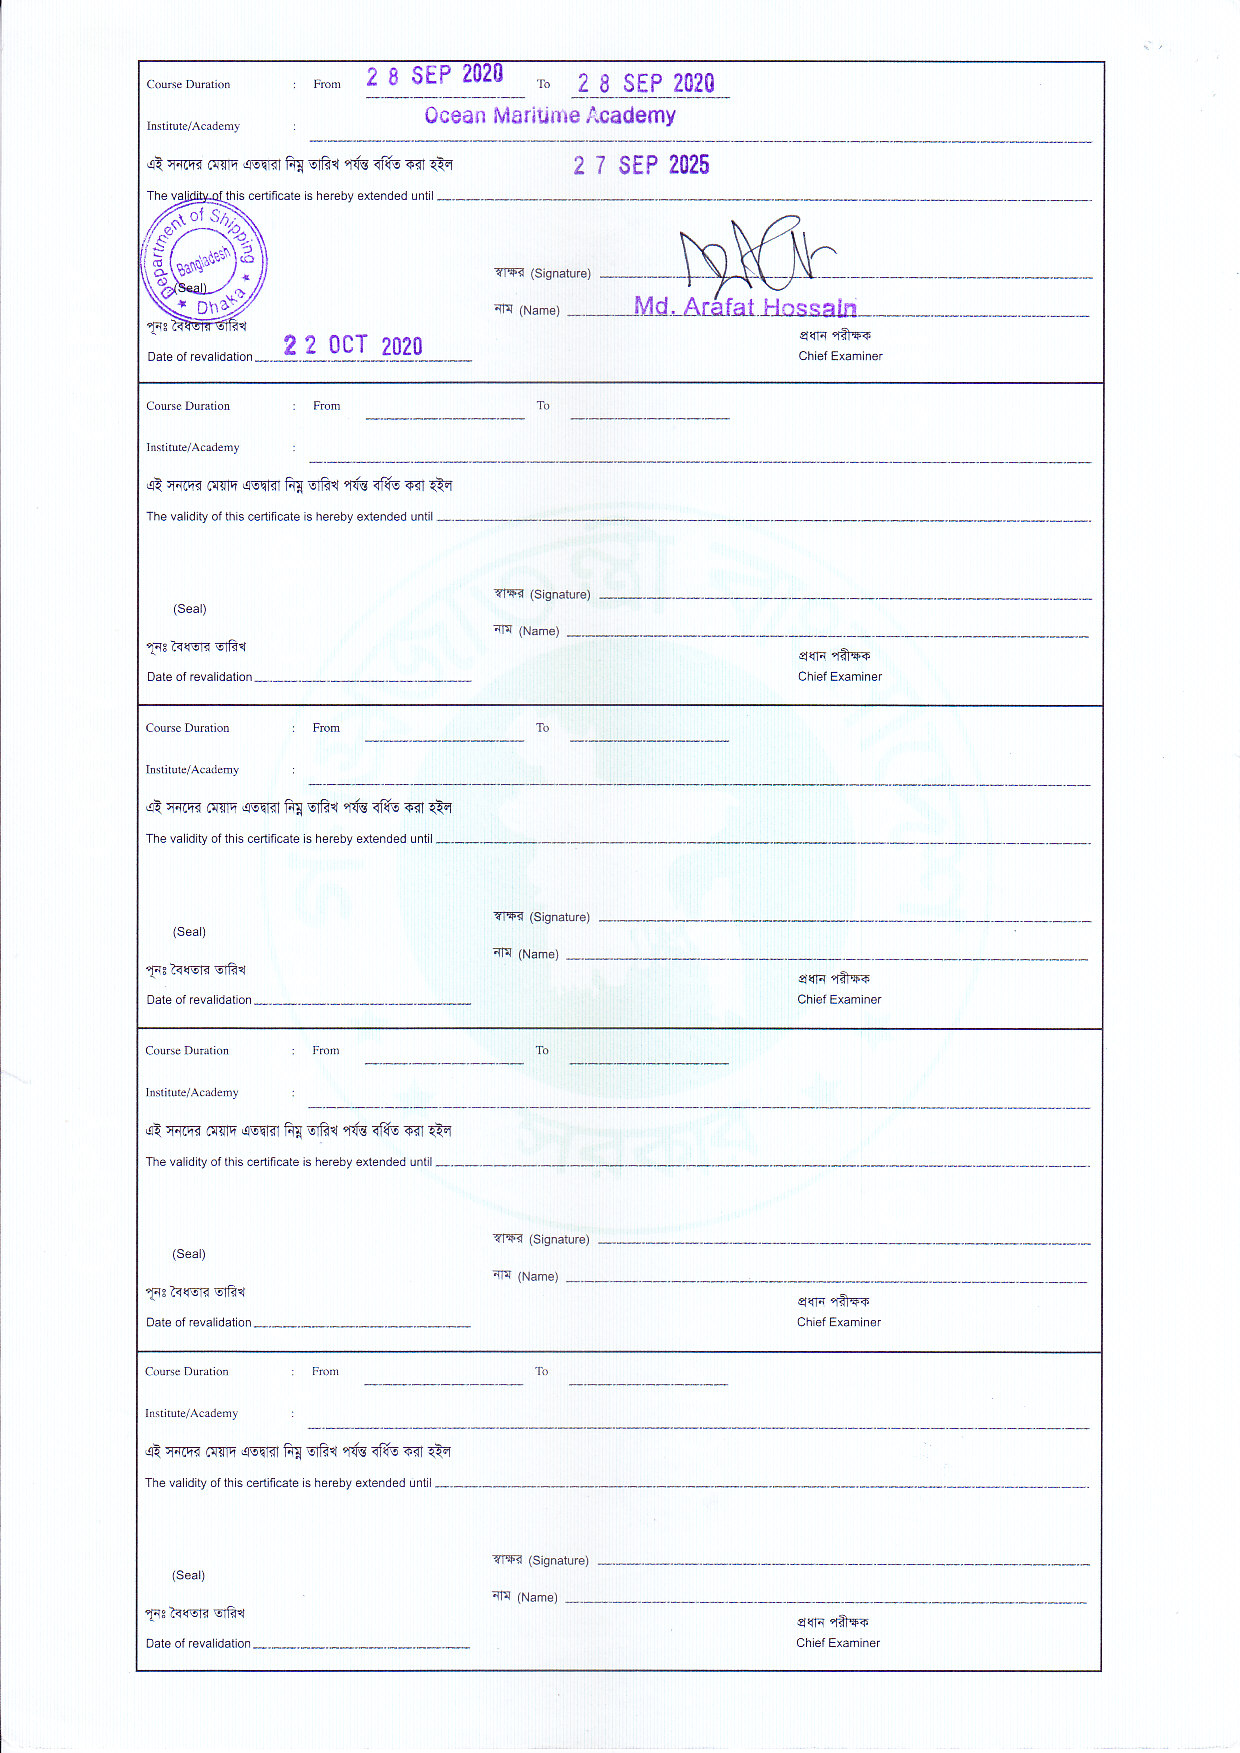 Course Duration : From 28 SEP 2020 To 28 SEP 2020
Institute/Academy : Ocean Maritime Academy
এই সনদের মেয়াদ এতদ্বারা নিম্ন তারিখ পর্যন্ত বর্ধিত করা হইল
The validity of this certificate is hereby extended until 27 SEP 2025
Department of Shipping
Bangladesh
★ Dhaka ★
(Seal)
স্বাক্ষর (Signature)
নাম (Name) Md. Arafat Hossain
পূনঃ বৈধতার তারিখ
প্রধান পরীক্ষক
Date of revalidation 22 OCT 2020
Chief Examiner
Course Duration : From To
Institute/Academy :
এই সনদের মেয়াদ এতদ্বারা নিম্ন তারিখ পর্যন্ত বর্ধিত করা হইল
The validity of this certificate is hereby extended until
স্বাক্ষর (Signature)
(Seal)
নাম (Name)
পূনঃ বৈধতার তারিখ
প্রধান পরীক্ষক
Date of revalidation
Chief Examiner
Course Duration : From To
Institute/Academy :
এই সনদের মেয়াদ এতদ্বারা নিম্ন তারিখ পর্যন্ত বর্ধিত করা হইল
The validity of this certificate is hereby extended until
স্বাক্ষর (Signature)
(Seal)
নাম (Name)
পূনঃ বৈধতার তারিখ
প্রধান পরীক্ষক
Date of revalidation
Chief Examiner
Course Duration : From To
Institute/Academy :
এই সনদের মেয়াদ এতদ্বারা নিম্ন তারিখ পর্যন্ত বর্ধিত করা হইল
The validity of this certificate is hereby extended until
স্বাক্ষর (Signature)
(Seal)
নাম (Name)
পূনঃ বৈধতার তারিখ
প্রধান পরীক্ষক
Date of revalidation
Chief Examiner
Course Duration : From To
Institute/Academy :
এই সনদের মেয়াদ এতদ্বারা নিম্ন তারিখ পর্যন্ত বর্ধিত করা হইল
The validity of this certificate is hereby extended until
স্বাক্ষর (Signature)
(Seal)
নাম (Name)
পূনঃ বৈধতার তারিখ
প্রধান পরীক্ষক
Date of revalidation
Chief Examiner